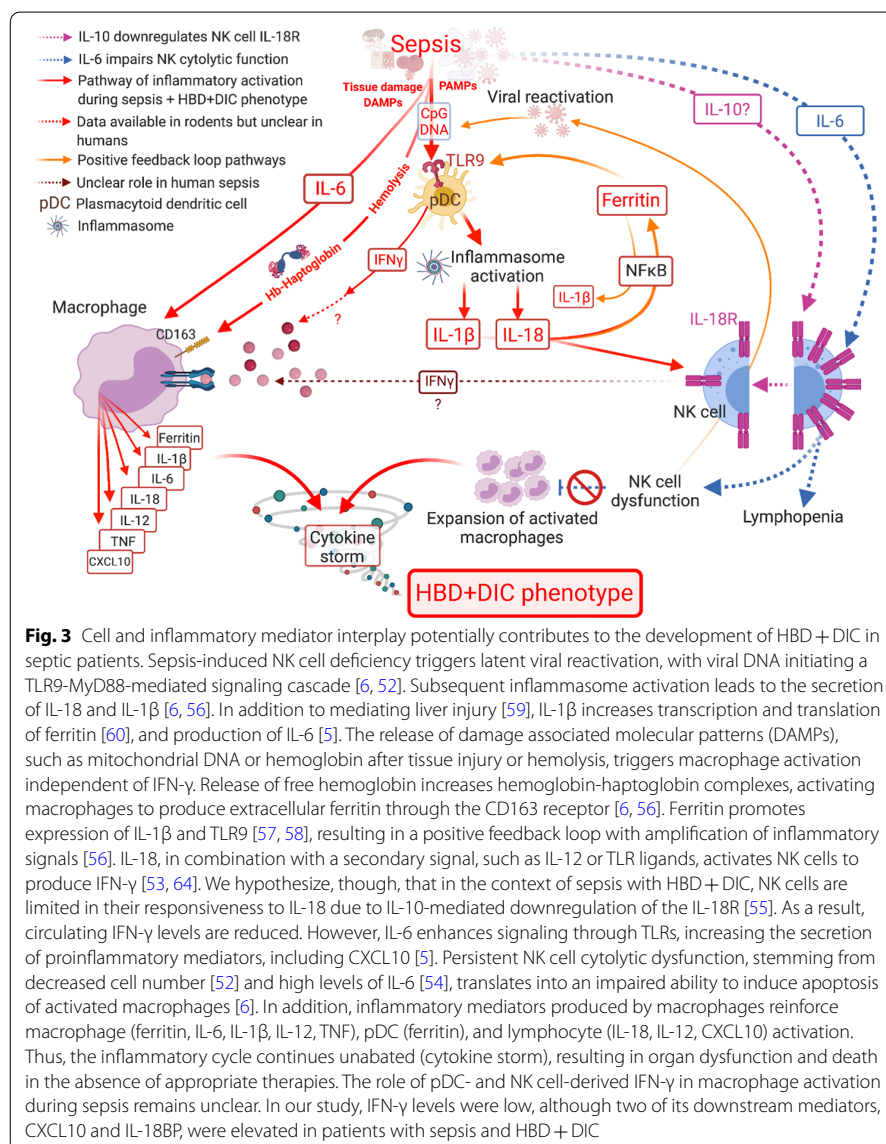 IL-10 downregulates NK cell IL-18R
IL-6 impairs NK cytolytic function
Pathway of inflammatory activation
during sepsis + HBD+DIC phenotype
Data available in rodents but unclear in
humans
Positive feedback loop pathways
Unclear role in human sepsis
pDC Plasmacytoid dendritic cell
Inflammasome
Sepsis
Tissue damage
DAMPs
PAMPs
CpG
DNA
Viral reactivation
IL-10?
IL-6
TLR9
pDC
IL-6
Hemolysis
Hb-Haptoglobin
IFNγ
?
Ferritin
NFκB
IL-1β
Inflammasome
activation
IL-1β
IL-18
Macrophage
CD163
IL-18R
NK cell
IFNγ
?
Ferritin
IL-1β
IL-6
IL-18
IL-12
TNF
CXCL10
Cytokine
storm
Expansion of activated
macrophages
NK cell
dysfunction
Lymphopenia
HBD+DIC phenotype
Fig. 3 Cell and inflammatory mediator interplay potentially contributes to the development of HBD + DIC in
septic patients. Sepsis-induced NK cell deficiency triggers latent viral reactivation, with viral DNA initiating a
TLR9-MyD88-mediated signaling cascade [6, 52]. Subsequent inflammasome activation leads to the secretion
of IL-18 and IL-1β [6, 56]. In addition to mediating liver injury [59], IL-1β increases transcription and translation
of ferritin [60], and production of IL-6 [5]. The release of damage associated molecular patterns (DAMPs),
such as mitochondrial DNA or hemoglobin after tissue injury or hemolysis, triggers macrophage activation
independent of IFN-γ. Release of free hemoglobin increases hemoglobin-haptoglobin complexes, activating
macrophages to produce extracellular ferritin through the CD163 receptor [6, 56]. Ferritin promotes
expression of IL-1β and TLR9 [57, 58], resulting in a positive feedback loop with amplification of inflammatory
signals [56]. IL-18, in combination with a secondary signal, such as IL-12 or TLR ligands, activates NK cells to
produce IFN-γ [53, 64]. We hypothesize, though, that in the context of sepsis with HBD + DIC, NK cells are
limited in their responsiveness to IL-18 due to IL-10-mediated downregulation of the IL-18R [55]. As a result,
circulating IFN-γ levels are reduced. However, IL-6 enhances signaling through TLRs, increasing the secretion
of proinflammatory mediators, including CXCL10 [5]. Persistent NK cell cytolytic dysfunction, stemming from
decreased cell number [52] and high levels of IL-6 [54], translates into an impaired ability to induce apoptosis
of activated macrophages [6]. In addition, inflammatory mediators produced by macrophages reinforce
macrophage (ferritin, IL-6, IL-1β, IL-12, TNF), pDC (ferritin), and lymphocyte (IL-18, IL-12, CXCL10) activation.
Thus, the inflammatory cycle continues unabated (cytokine storm), resulting in organ dysfunction and death
in the absence of appropriate therapies. The role of pDC- and NK cell-derived IFN-γ in macrophage activation
during sepsis remains unclear. In our study, IFN-γ levels were low, although two of its downstream mediators,
CXCL10 and IL-18BP, were elevated in patients with sepsis and HBD + DIC